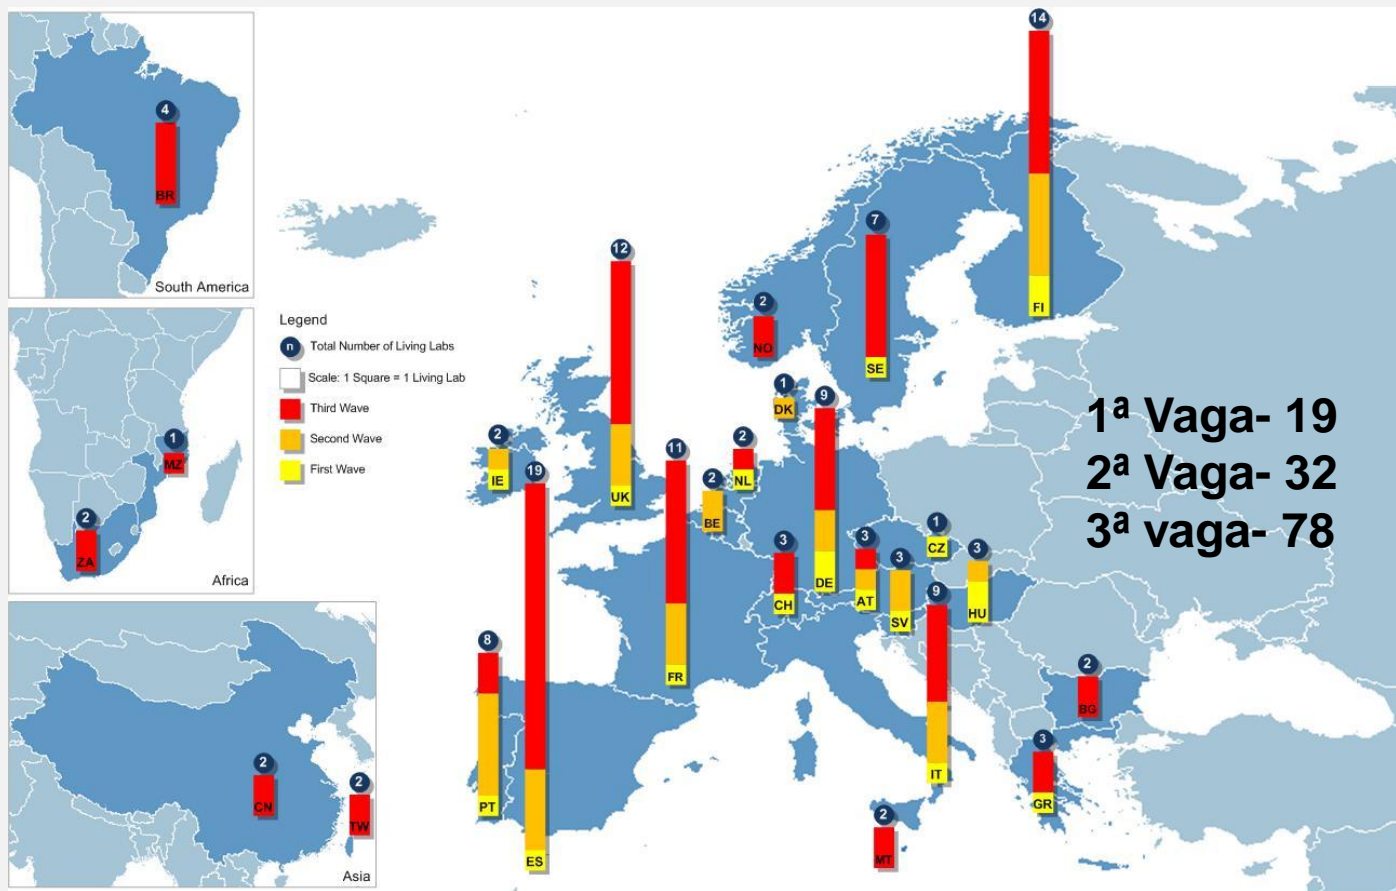 4
BR
South America
1
MZ
2
ZA
Africa
2
CN
2
TW
Asia
Legend
n Total Number of Living Labs
Scale: 1 Square = 1 Living Lab
Third Wave
Second Wave
First Wave
14
FI
7
SE
2
NO
12
UK
1
DK
9
DE
2
IE
19
ES
11
FR
2
BE
2
NL
3
CH
3
AT
3
SV
1
CZ
3
HU
9
IT
8
PT
2
BG
3
GR
2
MT
1ª Vaga- 19
2ª Vaga- 32
3ª vaga- 78